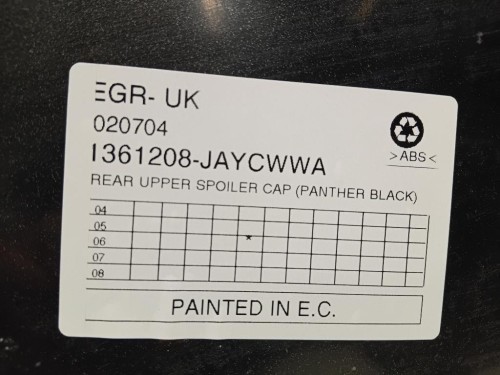 EGR- UK
020704
1361208-JAYCWWA
>ABS<
REAR UPPER SPOILER CAP (PANTHER BLACK)
04
05
06
*
07
08
PAINTED IN E.C.